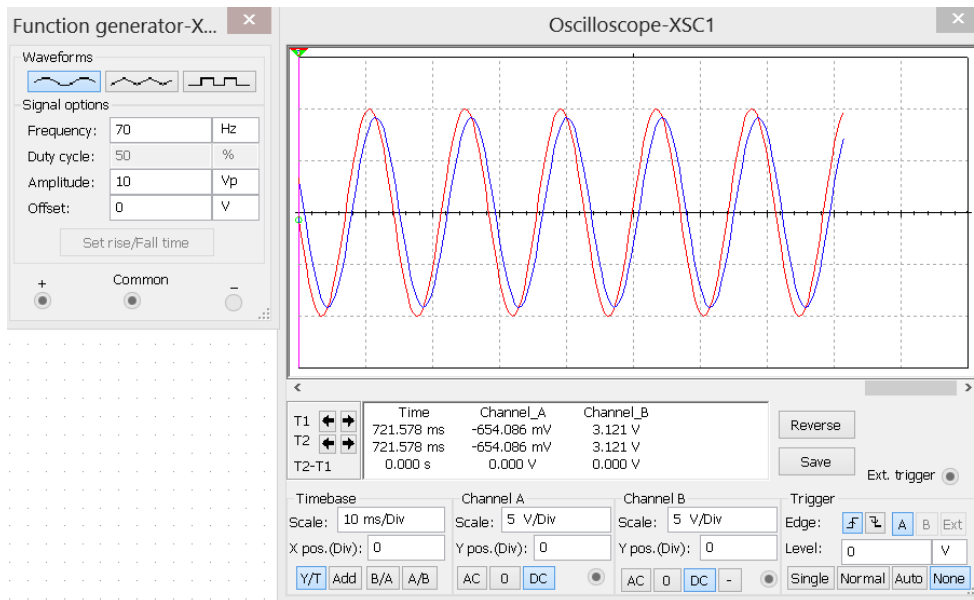 Function generator-X...
Waveforms
Signal options
Frequency: 70 Hz
Duty cycle: 50 %
Amplitude: 10 Vp
Offset: 0 V
Set rise/Fall time
+ Common −
Oscilloscope-XSC1
T1
T2
T2-T1
Time Channel_A Channel_B
721.578 ms -654.086 mV 3.121 V
721.578 ms -654.086 mV 3.121 V
0.000 s 0.000 V 0.000 V
Reverse
Save
Ext. trigger
Timebase
Scale: 10 ms/Div
X pos.(Div): 0
Y/T Add B/A A/B
Channel A
Scale: 5 V/Div
Y pos.(Div): 0
AC 0 DC
Channel B
Scale: 5 V/Div
Y pos.(Div): 0
AC 0 DC -
Trigger
Edge: A B Ext
Level: 0 V
Single Normal Auto None